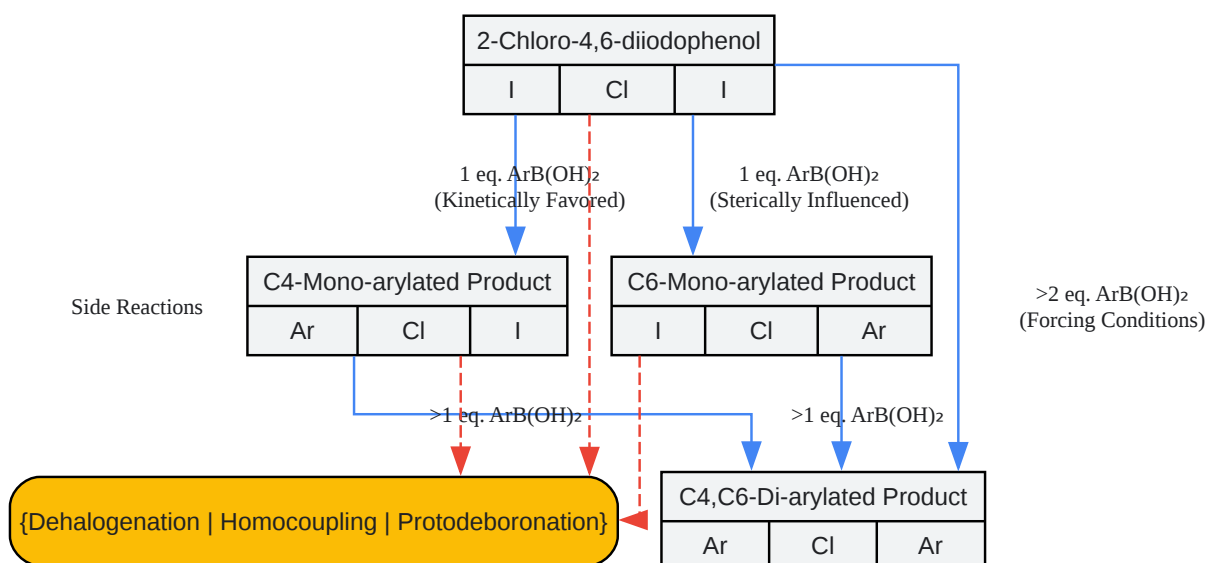 2-Chloro-4,6-diiodophenol
I Cl I
1 eq. ArB(OH)₂
(Kinetically Favored)
1 eq. ArB(OH)₂
(Sterically Influenced)
C4-Mono-arylated Product
Ar Cl I
C6-Mono-arylated Product
I Cl Ar
Side Reactions
>2 eq. ArB(OH)₂
(Forcing Conditions)
>1 eq. ArB(OH)₂
>1 eq. ArB(OH)₂
{Dehalogenation | Homocoupling | Protodeboronation}
C4,C6-Di-arylated Product
Ar Cl Ar